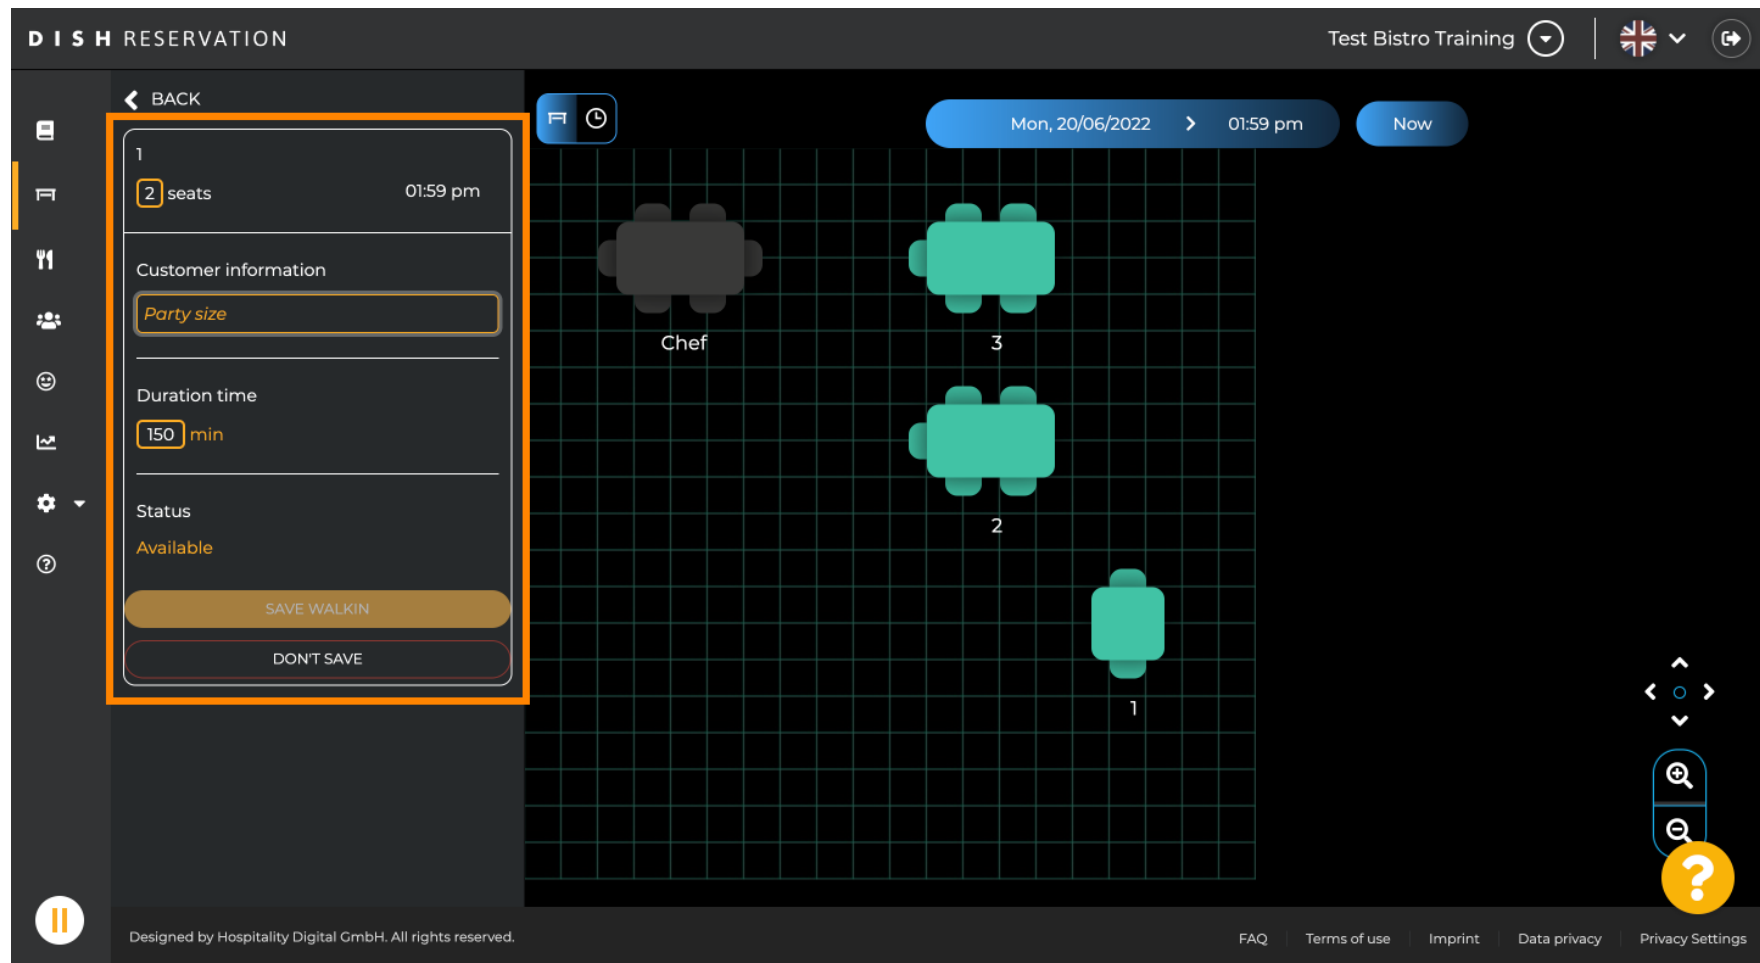 DISH RESERVATION
Test Bistro Training
BACK
1
2 seats
01:59 pm
Customer information
Party size
Duration time
150 min
Status
Available
SAVE WALKIN
DON'T SAVE
Mon, 20/06/2022
01:59 pm
Now
Chef
3
2
1
?
Designed by Hospitality Digital GmbH. All rights reserved.
FAQ
Terms of use
Imprint
Data privacy
Privacy Settings